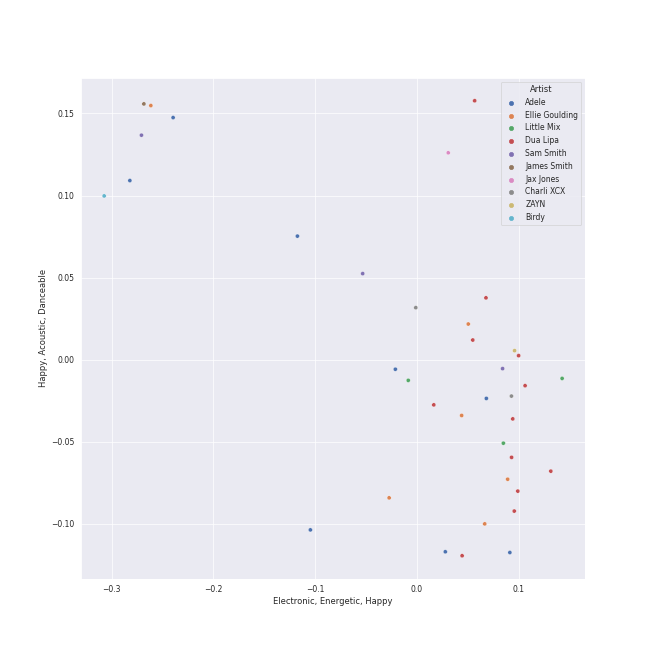 Artist
Adele
Ellie Goulding
Little Mix
Dua Lipa
Sam Smith
James Smith
Jax Jones
Charli XCX
ZAYN
Birdy
0.15
0.10
0.05
0.00
−0.05
−0.10
Happy, Acoustic, Danceable
−0.3
−0.2
−0.1
0.0
0.1
Electronic, Energetic, Happy